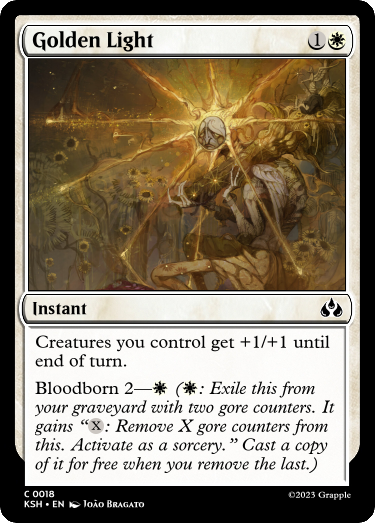 Golden Light 1
Instant
Creatures you control get +1/+1 until
end of turn.
Bloodborn 2— (: Exile this from
your graveyard with two gore counters. It
gains “X: Remove X gore counters from
this. Activate as a sorcery.” Cast a copy
of it for free when you remove the last.)
C 0018
KSH • EN João Bragato
©2023 Grapple